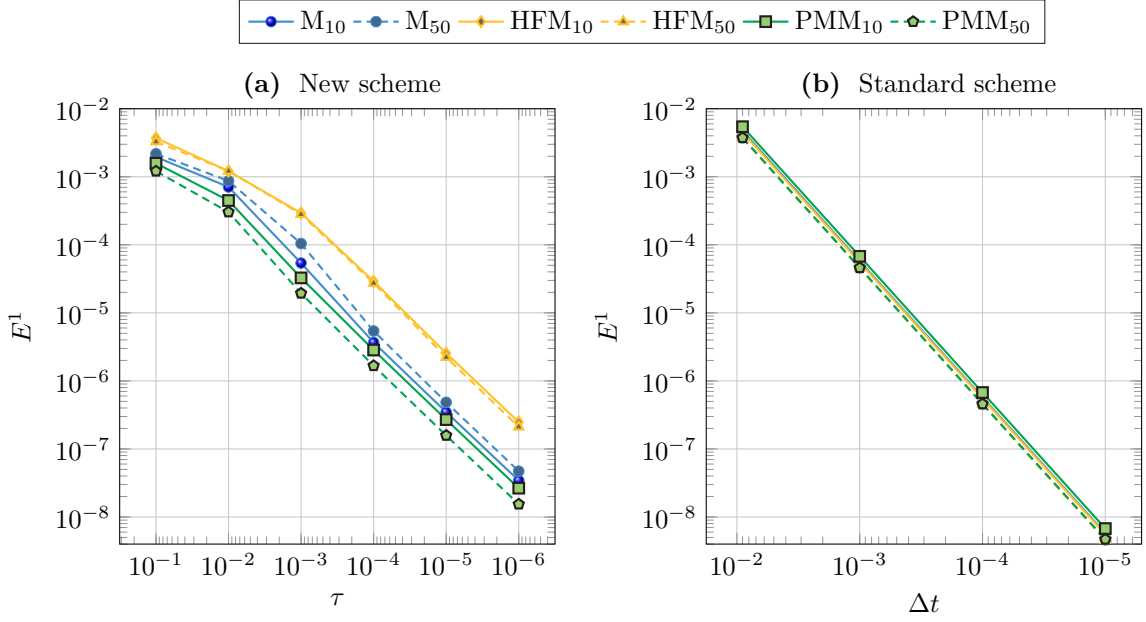 M₁₀ M₅₀ HFM₁₀ HFM₅₀ PMM₁₀ PMM₅₀
(a) New scheme
(b) Standard scheme
10⁻²
10⁻³
10⁻⁴
10⁻⁵
10⁻⁶
10⁻⁷
10⁻⁸
E¹
10⁻¹ 10⁻² 10⁻³ 10⁻⁴ 10⁻⁵ 10⁻⁶
τ
10⁻²
10⁻³
10⁻⁴
10⁻⁵
10⁻⁶
10⁻⁷
10⁻⁸
E¹
10⁻² 10⁻³ 10⁻⁴ 10⁻⁵
Δt